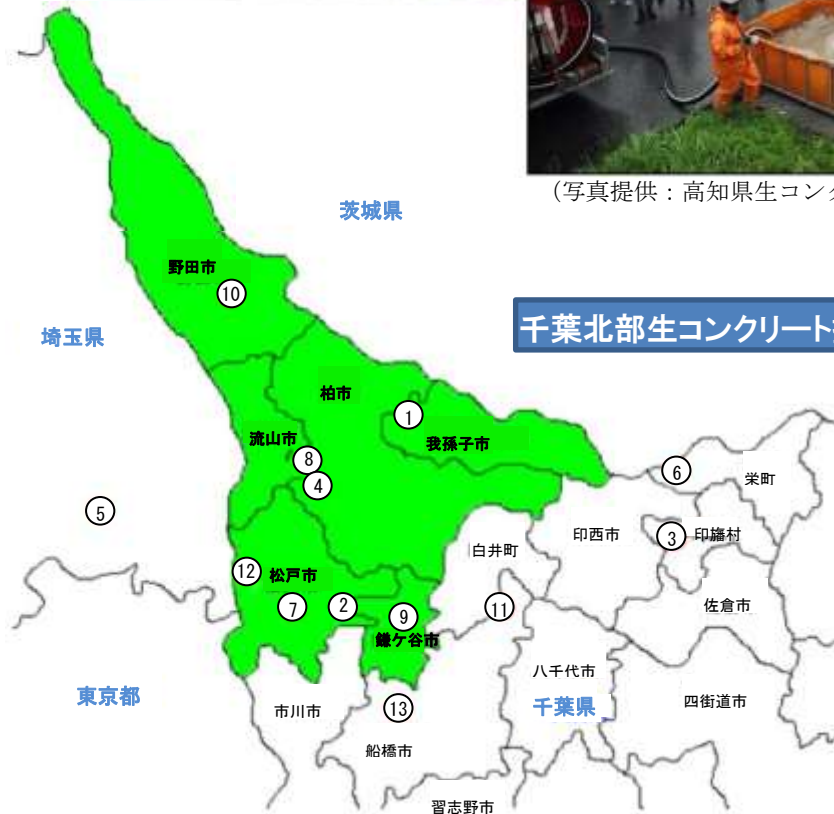 (写真提供:高知県生コンク
茨城県
野田市
⑩
埼玉県
千葉北部生コンクリート
柏市
①
流山市
我孫子市
⑧
④
⑥
栄町
⑤
印西市
③
印旛村
白井町
⑫
松戸市
⑦
②
⑨
⑪
佐倉市
鎌ケ谷市
八千代市
東京都
市川市
⑬
千葉県
四街道市
船橋市
習志野市